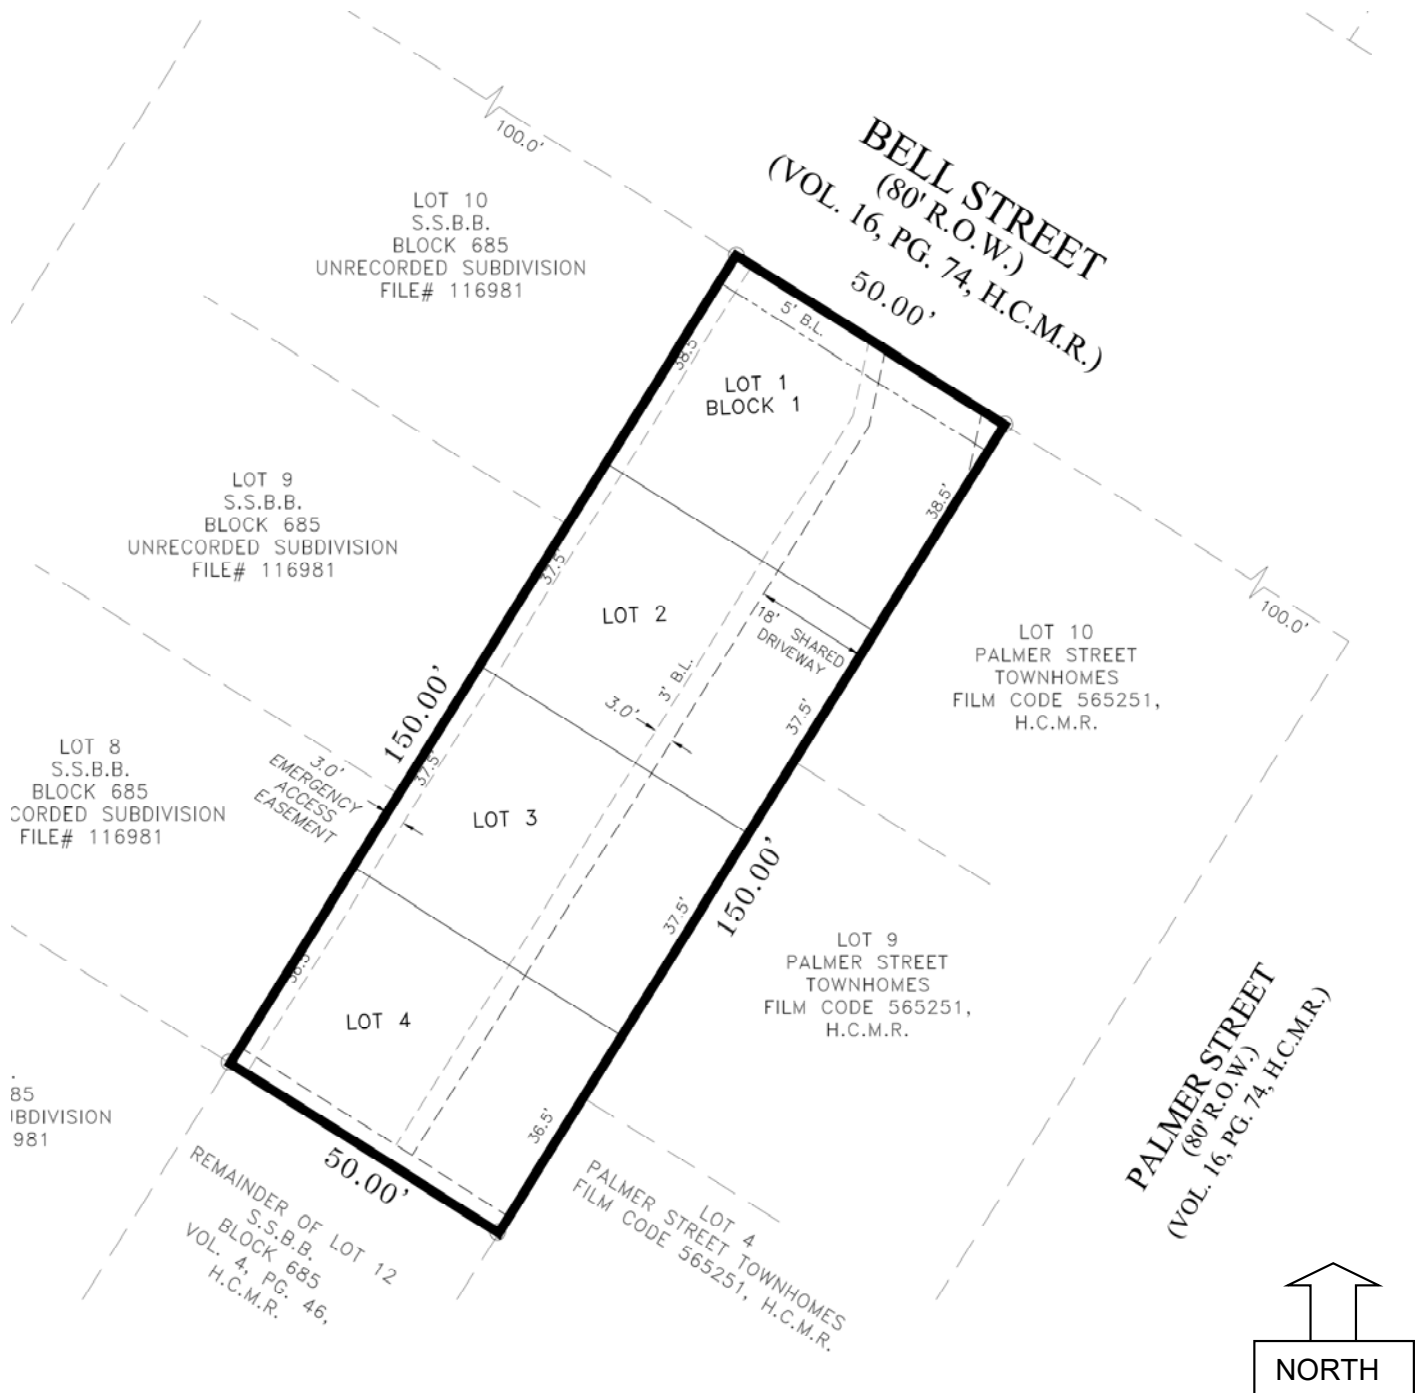 100.0'
BELL STREET
(80' R.O.W.)
(VOL. 16, PG. 74, H.C.M.R.)
50.00'
LOT 10
S.S.B.B.
BLOCK 685
UNRECORDED SUBDIVISION
FILE# 116981
5' B.L.
38.5'
LOT 1
BLOCK 1
38.5'
LOT 9
S.S.B.B.
BLOCK 685
UNRECORDED SUBDIVISION
FILE# 116981
37.5'
LOT 2
18' SHARED
DRIVEWAY
100.0'
LOT 10
PALMER STREET
TOWNHOMES
FILM CODE 565251,
H.C.M.R.
3' B.L.
3.0'
37.5'
150.00'
LOT 8
S.S.B.B.
BLOCK 685
CORDED SUBDIVISION
FILE# 116981
3.0'
EMERGENCY
ACCESS
EASEMENT
37.5'
LOT 3
150.00'
37.5'
LOT 9
PALMER STREET
TOWNHOMES
FILM CODE 565251,
H.C.M.R.
36.5'
LOT 4
36.5'
PALMER STREET
(80' R.O.W.)
(VOL. 16, PG. 74, H.C.M.R.)
.
85
IBDIVISION
981
50.00'
REMAINDER OF LOT 12
S.S.B.B.
BLOCK 685
VOL. 4, PG. 46,
H.C.M.R.
LOT 4
PALMER STREET TOWNHOMES
FILM CODE 565251, H.C.M.R.
NORTH